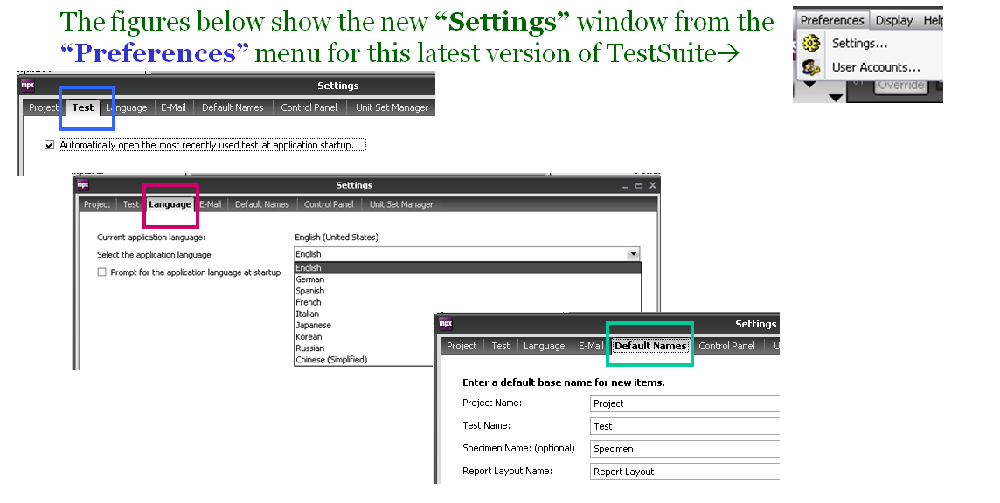 The figures below show the new “Settings” window from the
“Preferences” menu for this latest version of TestSuite→
Preferences Display Help
Settings...
User Accounts...
Override
mpx Settings
Project Test Language E-Mail Default Names Control Panel Unit Set Manager
Automatically open the most recently used test at application startup.
mpx Settings
Project Test Language E-Mail Default Names Control Panel Unit Set Manager
Current application language: English (United States)
Select the application language English
Prompt for the application language at startup
English
German
Spanish
French
Italian
Japanese
Korean
Russian
Chinese (Simplified)
mpx Settings
Project Test Language E-Mail Default Names Control Panel U
Enter a default base name for new items.
Project Name: Project
Test Name: Test
Specimen Name: (optional) Specimen
Report Layout Name: Report Layout